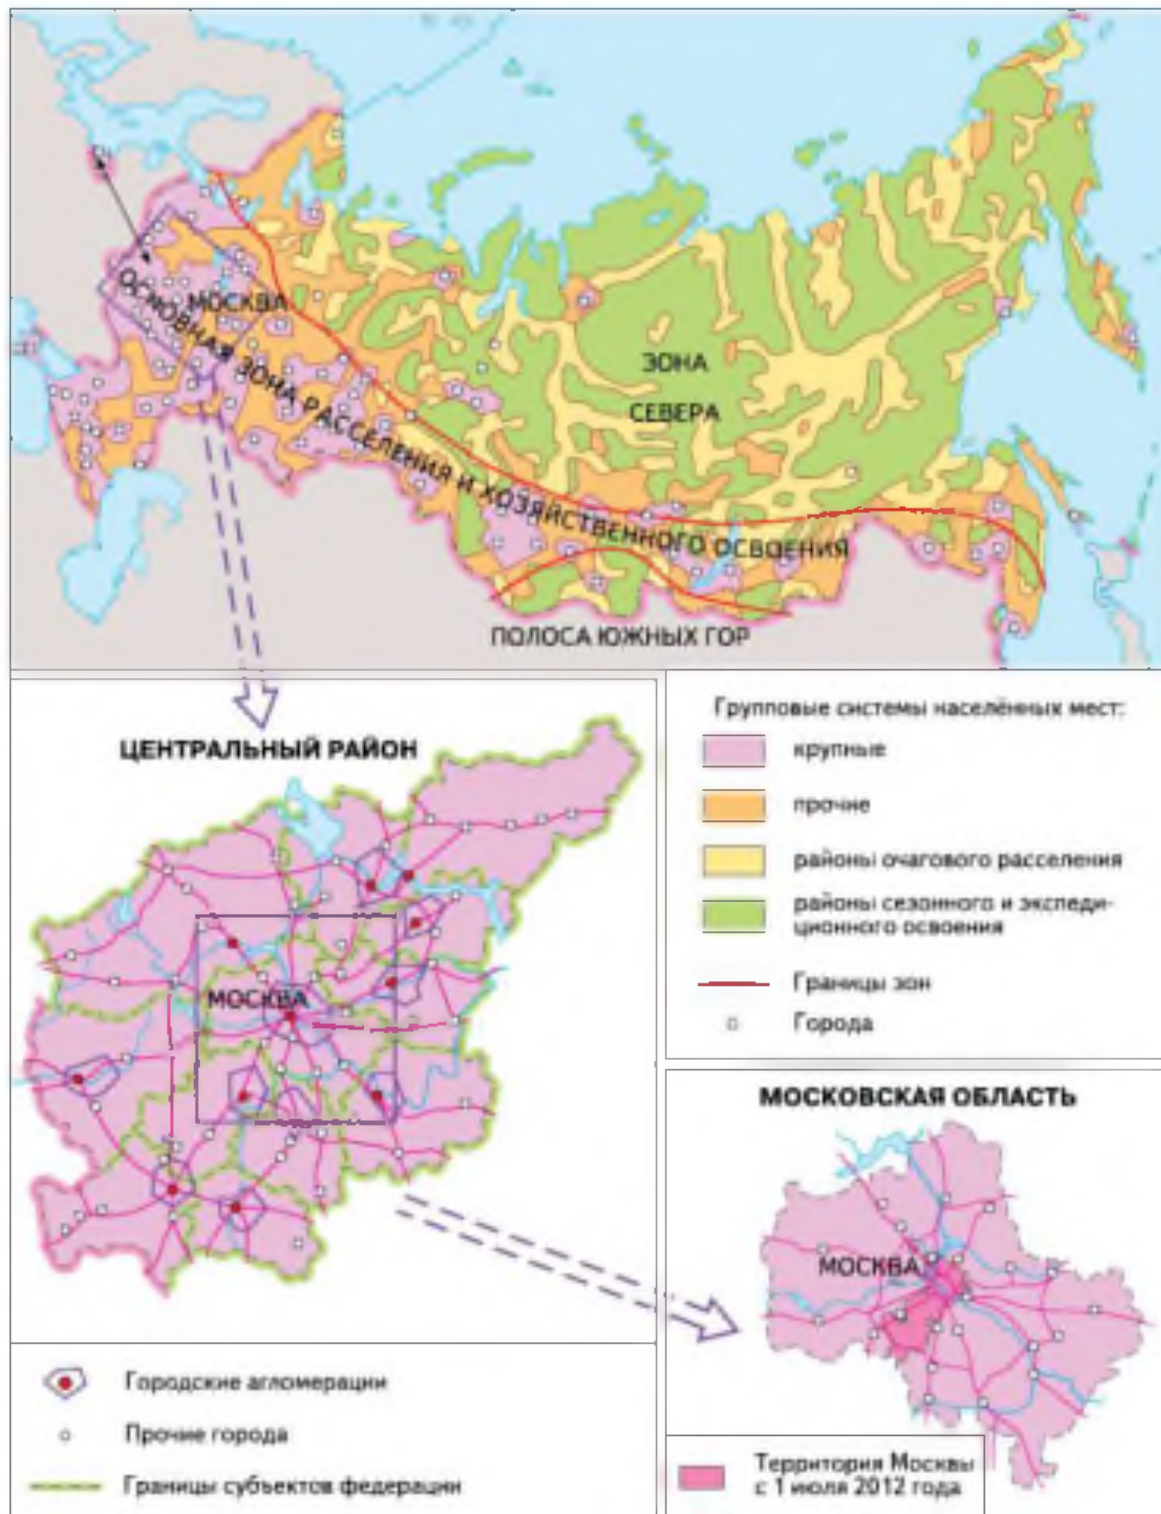 МОСКВА
ОСНОВНАЯ ЗОНА РАССЕЛЕНИЯ И ХОЗЯЙСТВЕННОГО ОСВОЕНИЯ
ЗОНА
СЕВЕРА
ПОЛОСА ЮЖНЫХ ГОР
ЦЕНТРАЛЬНЫЙ РАЙОН
МОСКВА
Групповые системы населённых мест:
крупные
прочие
районы очагового расселения
районы сезонного и экспеди-
ционного освоения
Границы зон
Города
МОСКОВСКАЯ ОБЛАСТЬ
МОСКВА
Городские агломерации
Прочие города
Границы субъектов федерации
Территория Москвы
с 1 июля 2012 года